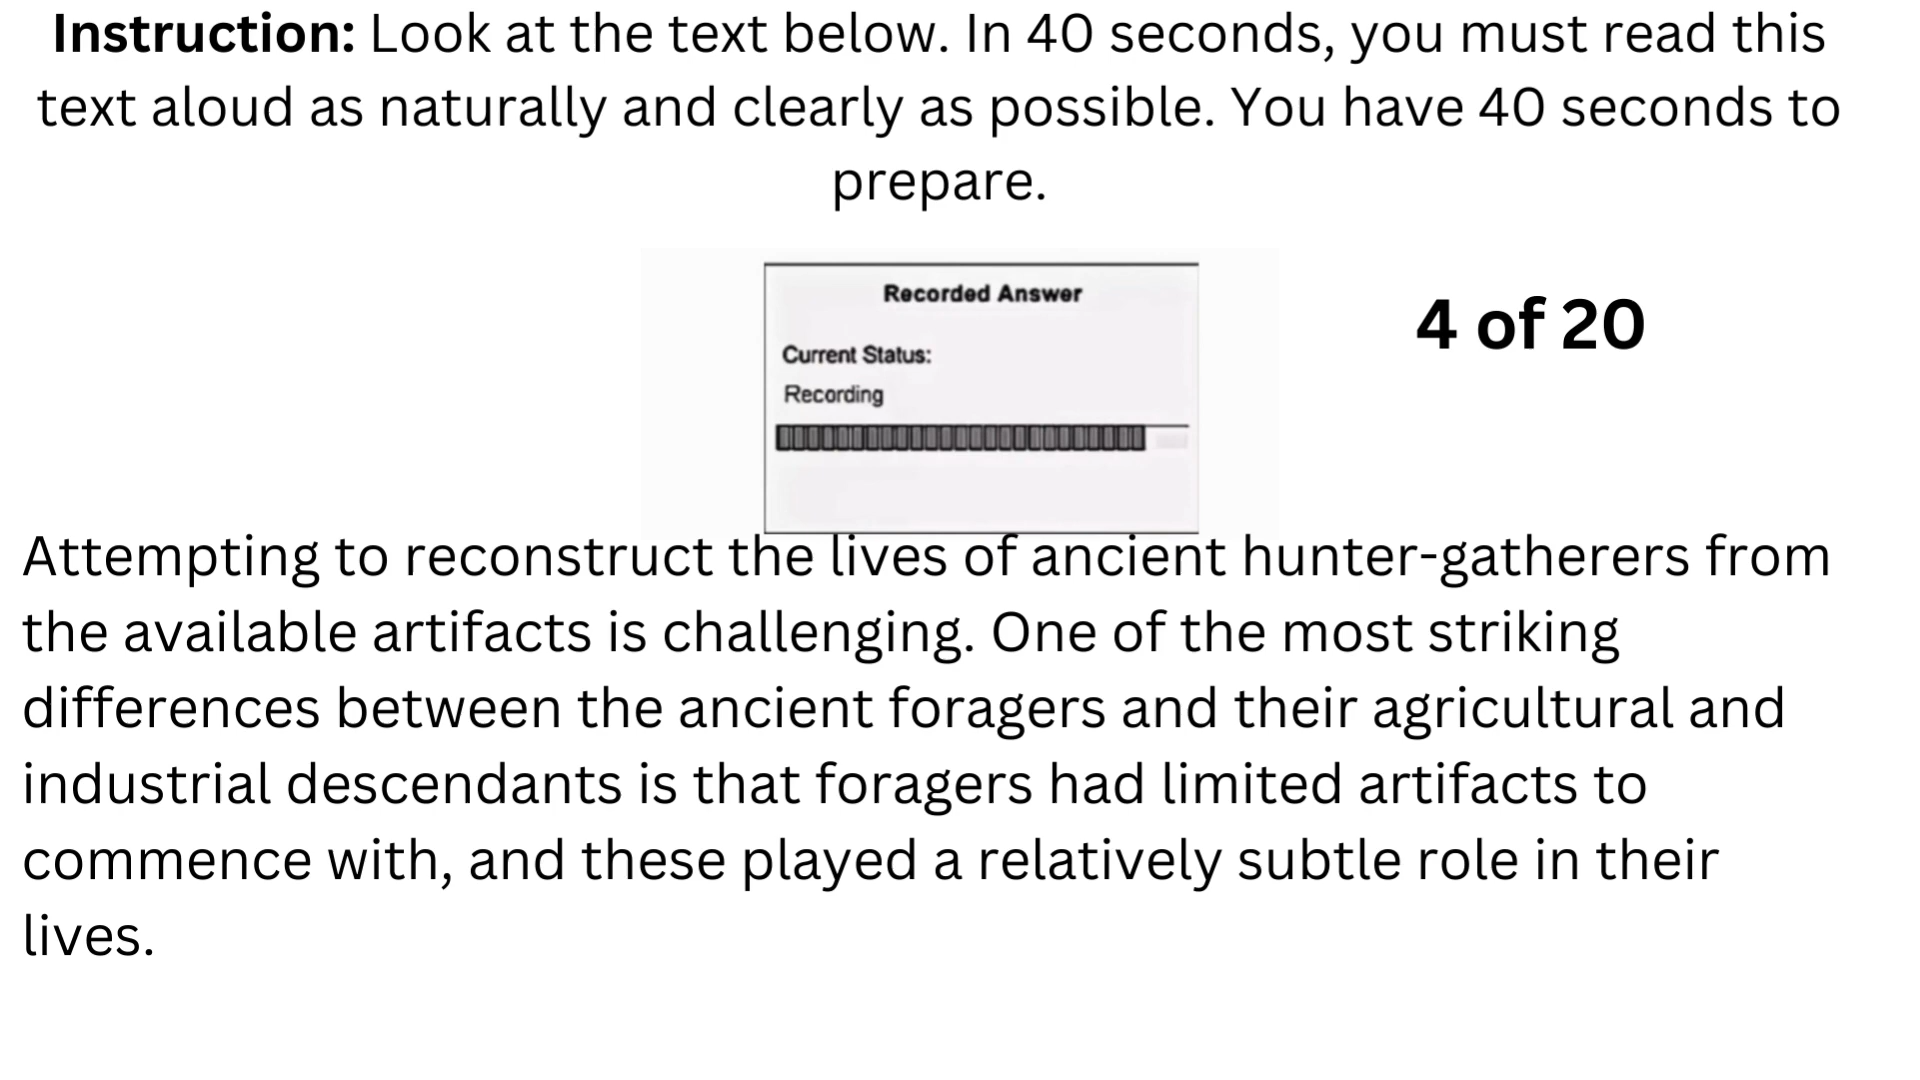 Instruction: Look at the text below. In 40 seconds, you must read this
text aloud as naturally and clearly as possible. You have 40 seconds to
prepare.
Recorded Answer
4 of 20
Current Status:
Recording
Attempting to reconstruct the lives of ancient hunter-gatherers from
the available artifacts is challenging. One of the most striking
differences between the ancient foragers and their agricultural and
industrial descendants is that foragers had limited artifacts to
commence with, and these played a relatively subtle role in their
lives.